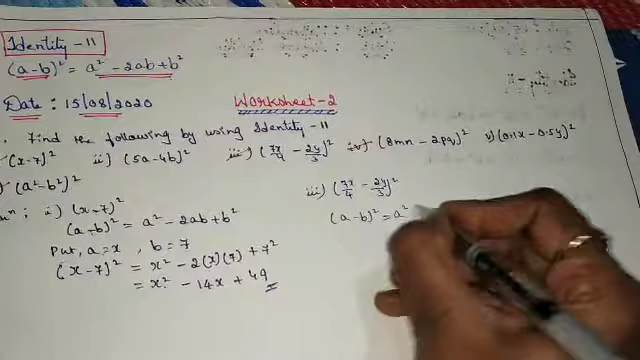 Identity - II
(a-b)² = a² - 2ab + b²
Date : 15/08/2020
Worksheet-2
Find the following by using Identity - II
(x-7)² ii) (5a-4b)² iii) (7x/4 - 2y/3)² iv) (8mn - 2pq)² v) (0.1x - 0.5y)²
(a²-b²)²
i) (x-7)²
(a-b)² = a² - 2ab + b²
Put, a=x, b=7
(x-7)² = x² - 2(x)(7) + 7²
= x² - 14x + 49
iii) (7x/4 - 2y/3)²
(a-b)² = a²